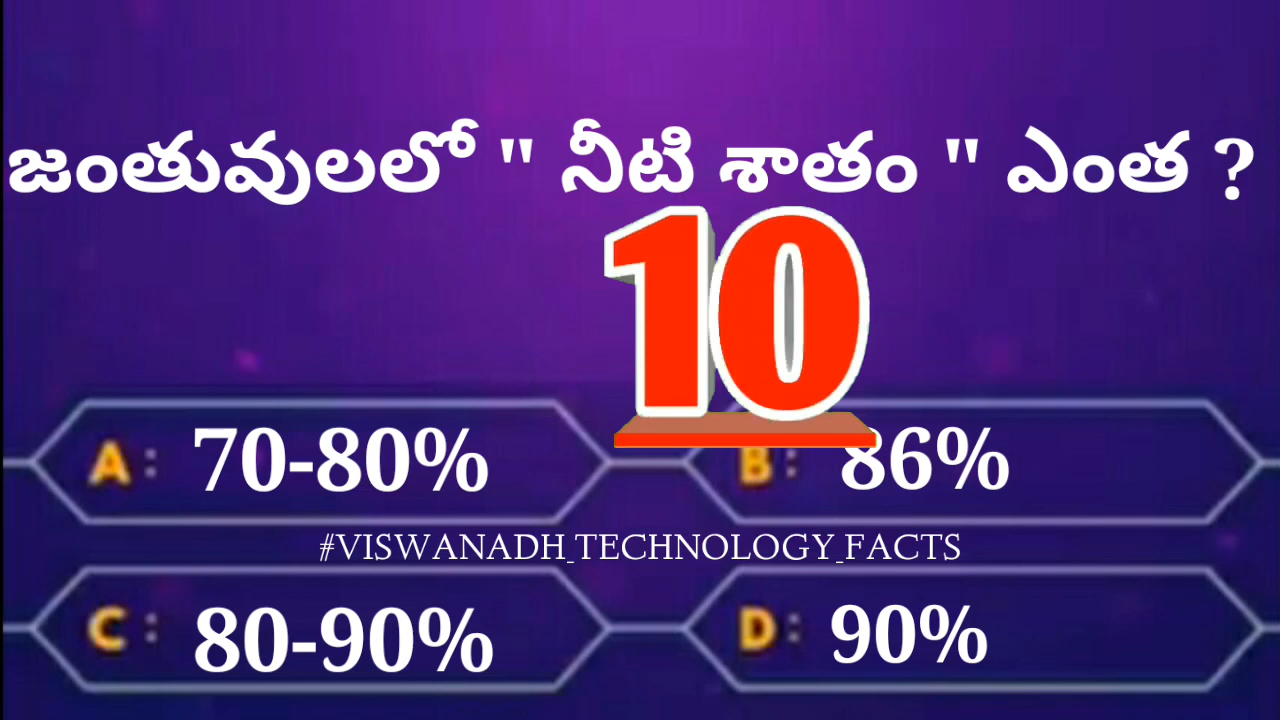 జంతువులలో " నీటి శాతం " ఎంత ?
10
A: 70-80%
B: 86%
#VISWANADH_TECHNOLOGY_FACTS
C: 80-90%
D: 90%